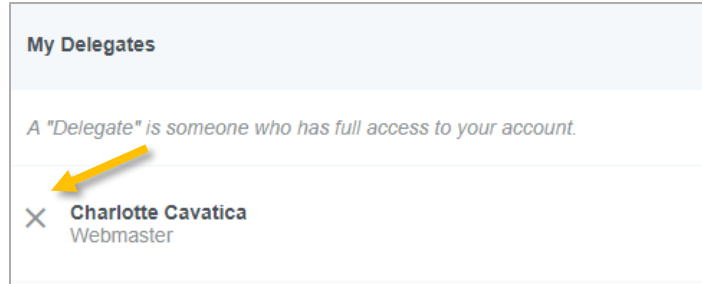 My Delegates
A "Delegate" is someone who has full access to your account.
Charlotte Cavatica
Webmaster